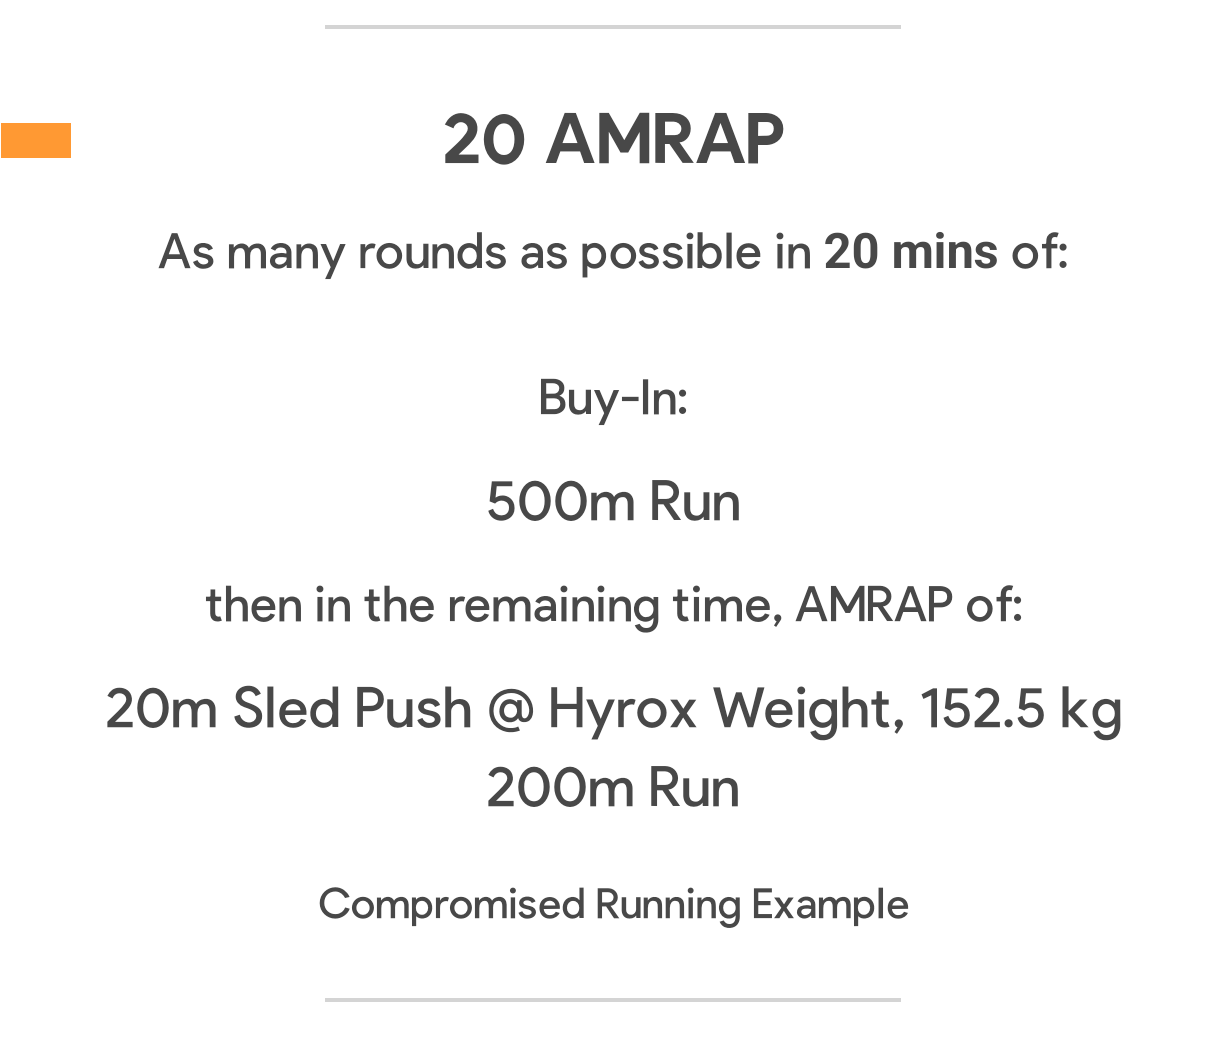 20 AMRAP
As many rounds as possible in 20 mins of:
Buy-In:
500m Run
then in the remaining time, AMRAP of:
20m Sled Push @ Hyrox Weight, 152.5 kg
200m Run
Compromised Running Example